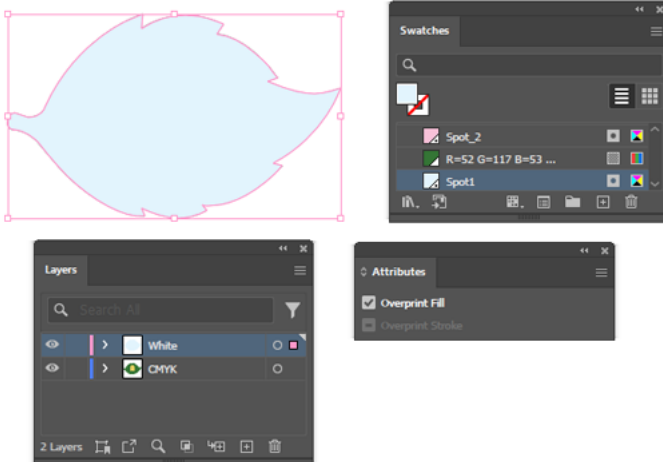 Swatches
Spot_2
R=52 G=117 B=53 ...
Spot1
Layers
Search All
White
CMYK
2 Layers
Attributes
Overprint Fill
Overprint Stroke